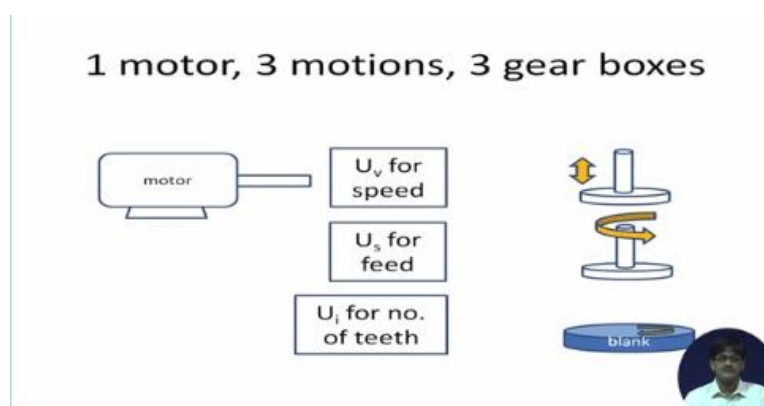 1 motor, 3 motions, 3 gear boxes
motor
Uv for
speed
Us for
feed
Ui for no.
of teeth
blank